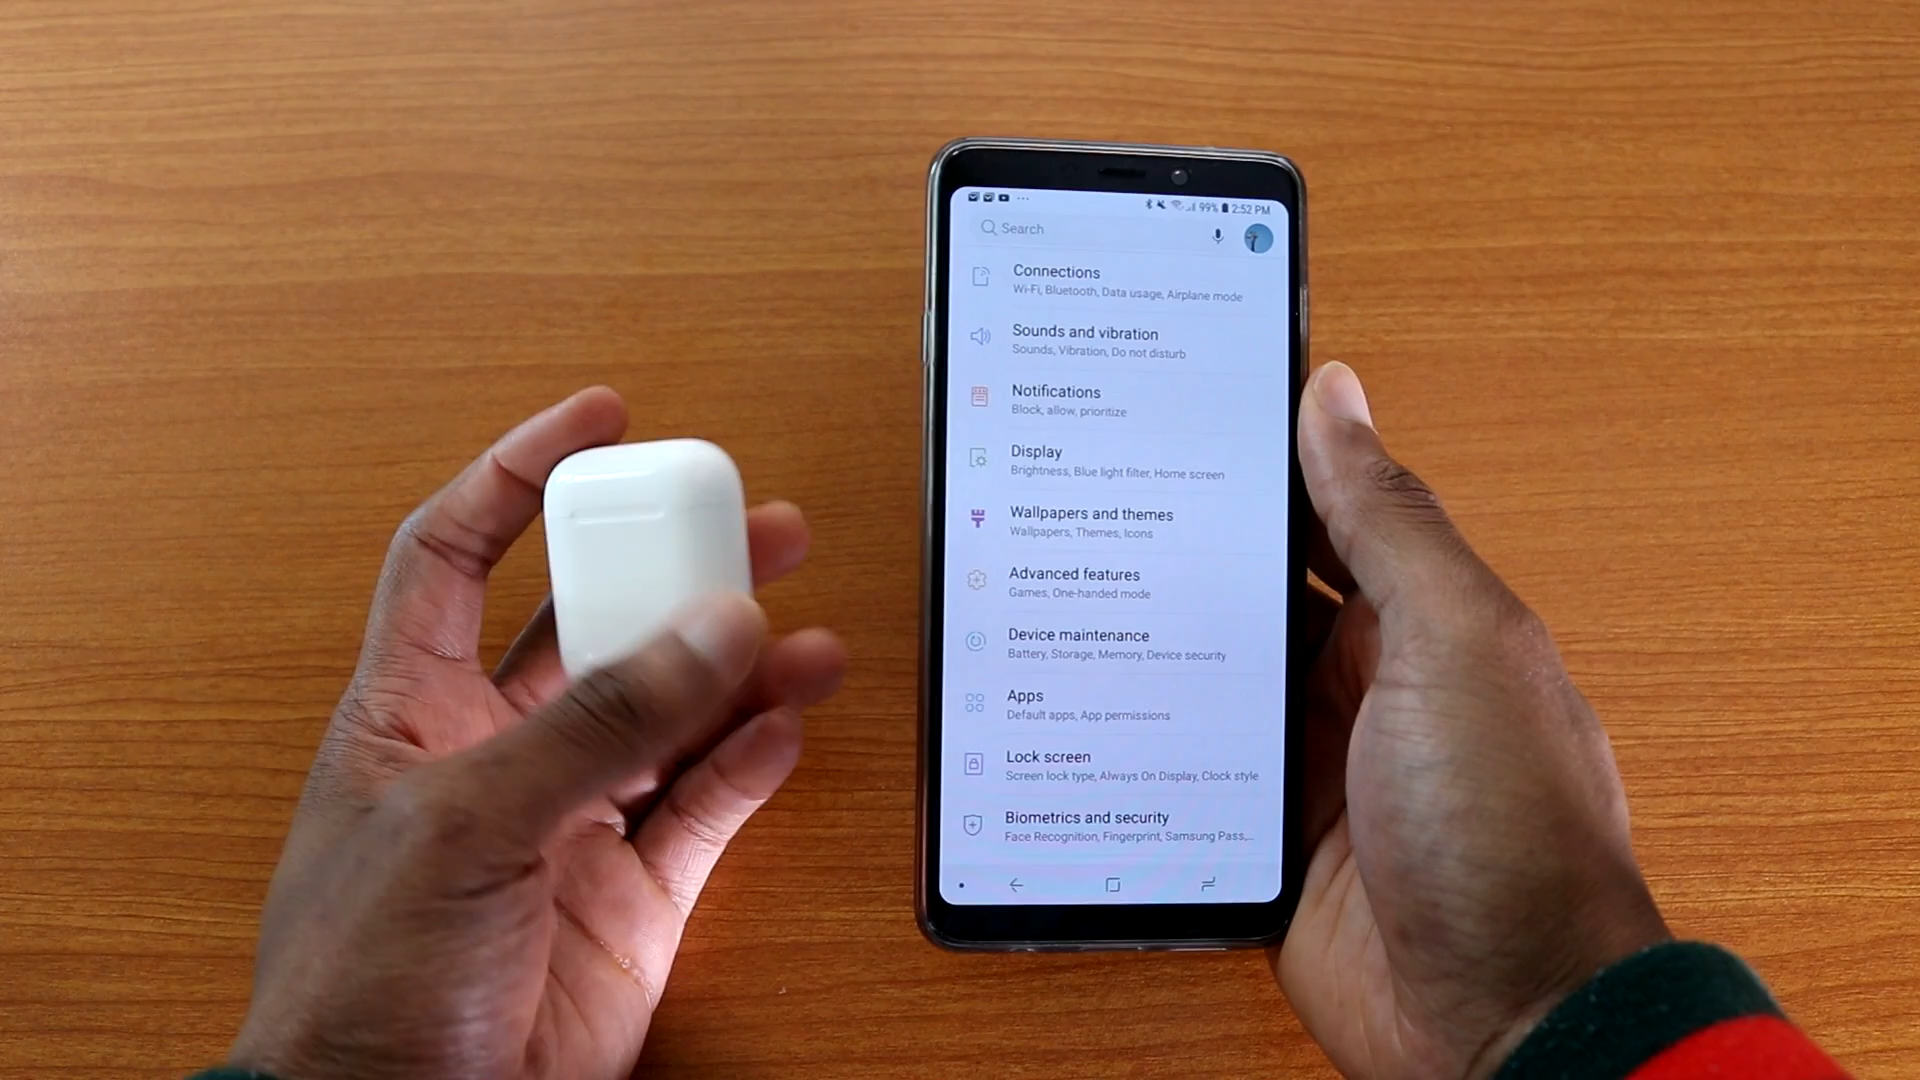 99% 2:52 PM
Search
Connections
Wi-Fi, Bluetooth, Data usage, Airplane mode
Sounds and vibration
Sounds, Vibration, Do not disturb
Notifications
Block, allow, prioritize
Display
Brightness, Blue light filter, Home screen
Wallpapers and themes
Wallpapers, Themes, Icons
Advanced features
Games, One-handed mode
Device maintenance
Battery, Storage, Memory, Device security
Apps
Default apps, App permissions
Lock screen
Screen lock type, Always On Display, Clock style
Biometrics and security
Face Recognition, Fingerprint, Samsung Pass,...